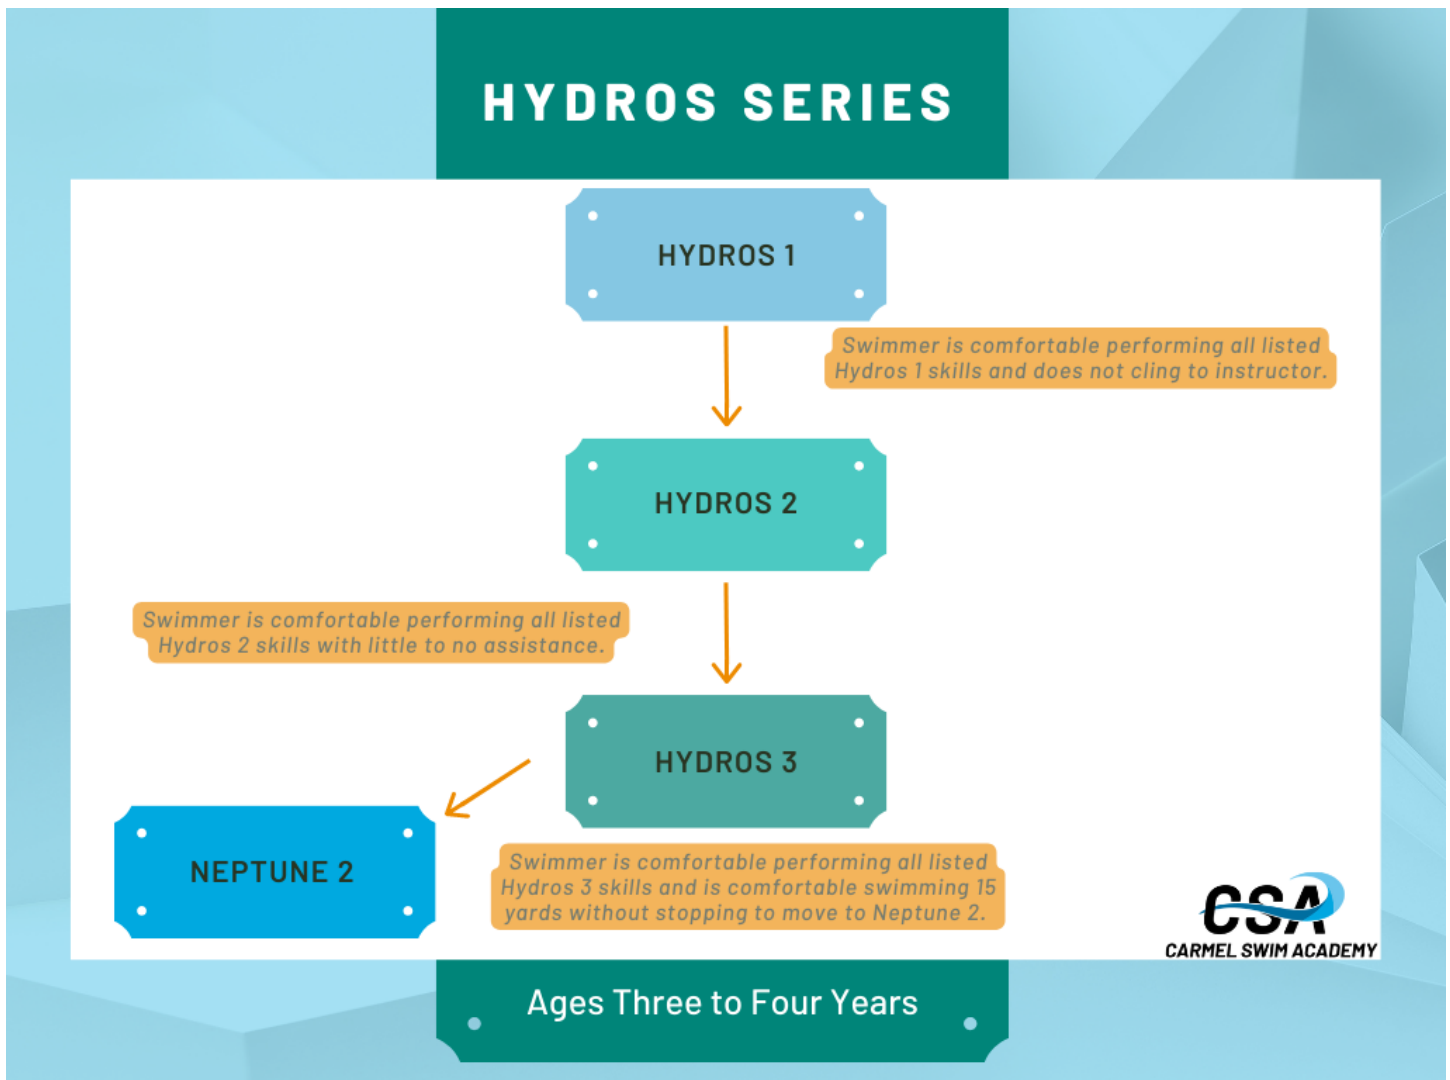 HYDROS SERIES
HYDROS 1
Swimmer is comfortable performing all listed
Hydros 1 skills and does not cling to instructor.
HYDROS 2
Swimmer is comfortable performing all listed
Hydros 2 skills with little to no assistance.
HYDROS 3
NEPTUNE 2
Swimmer is comfortable performing all listed
Hydros 3 skills and is comfortable swimming 15
yards without stopping to move to Neptune 2.
CSA
CARMEL SWIM ACADEMY
Ages Three to Four Years